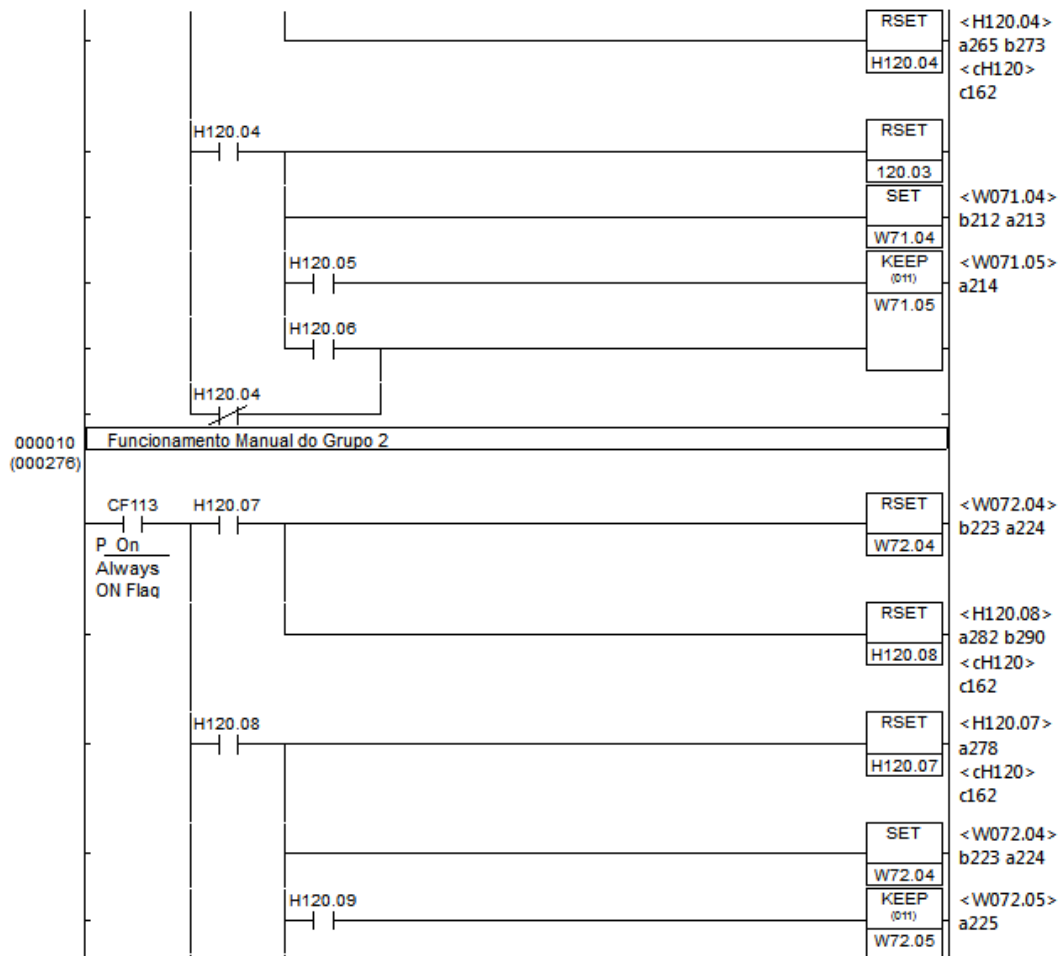 RSET <H120.04>
a265 b273
H120.04 <cH120>
c162
H120.04 RSET
120.03
SET <W071.04>
b212 a213
W71.04
H120.05 KEEP <W071.05>
(011) a214
W71.05
H120.06
H120.04
000010 Funcionamento Manual do Grupo 2
(000276)
CF113 H120.07 RSET <W072.04>
b223 a224
P_On W72.04
Always
ON Flag
RSET <H120.08>
a282 b290
H120.08 <cH120>
c162
H120.08 RSET <H120.07>
a278
H120.07 <cH120>
c162
SET <W072.04>
b223 a224
W72.04
H120.09 KEEP <W072.05>
(011) a225
W72.05